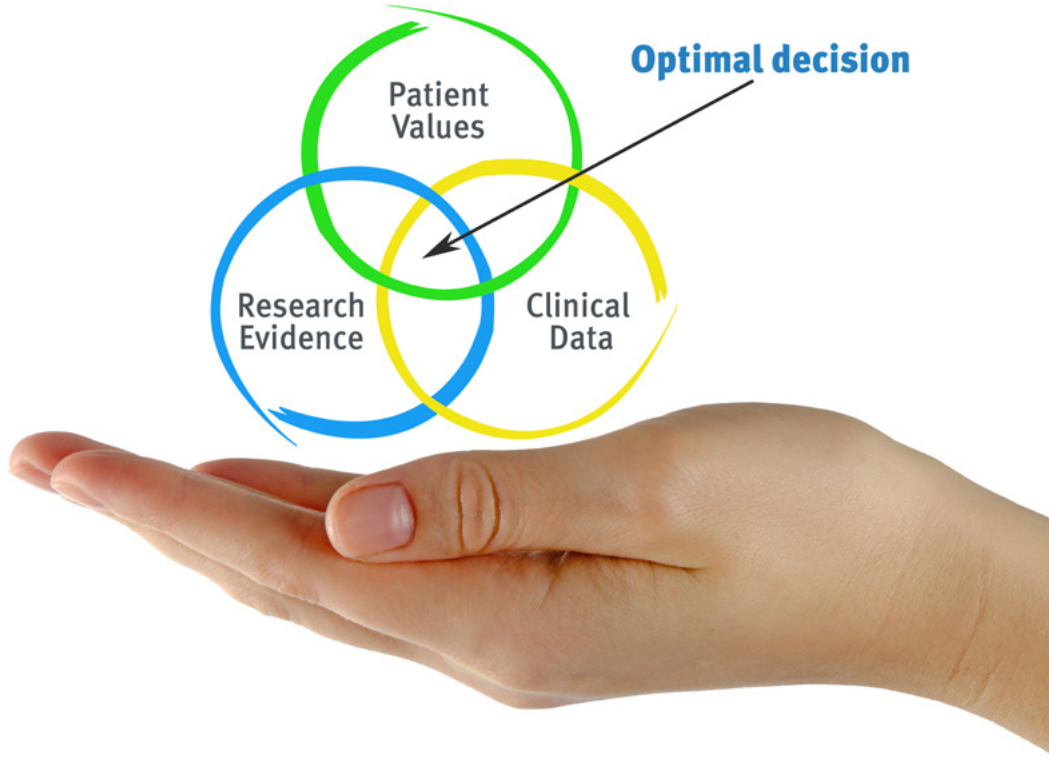 Optimal decision
Patient
Values
Research
Evidence
Clinical
Data